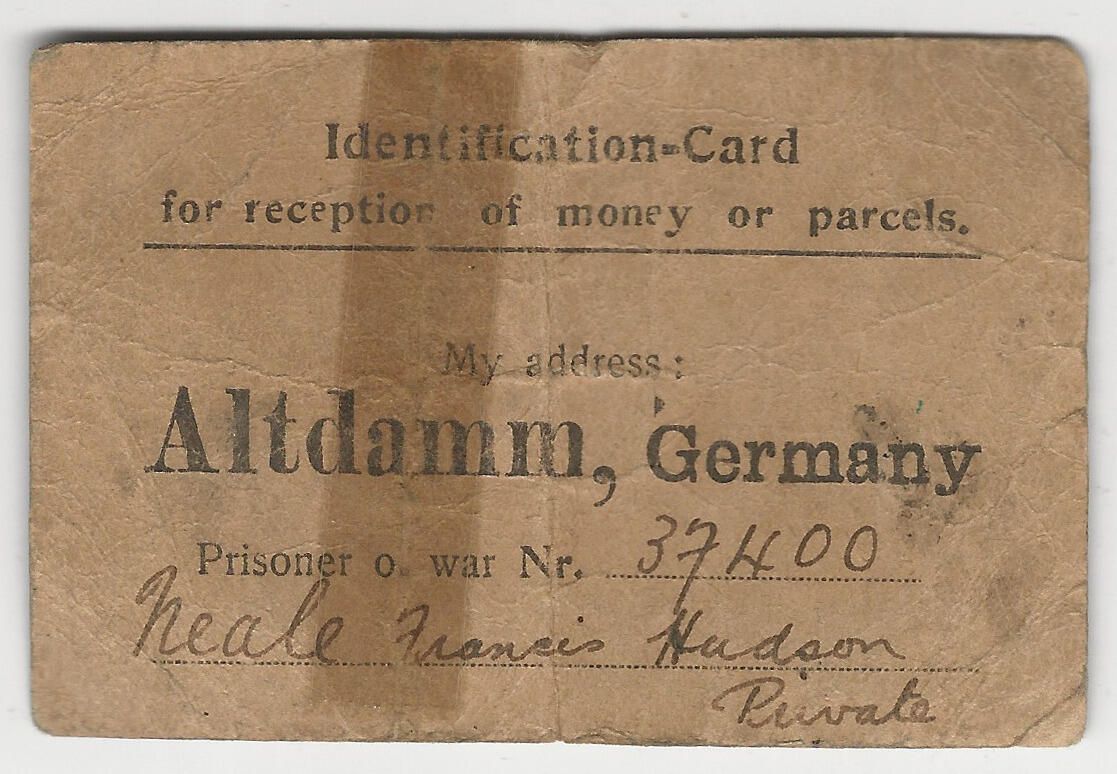 Identification-Card
for reception of money or parcels.
My address:
Altdamm, Germany
Prisoner o. war Nr. 37400
Neale Francis Hudson
Private